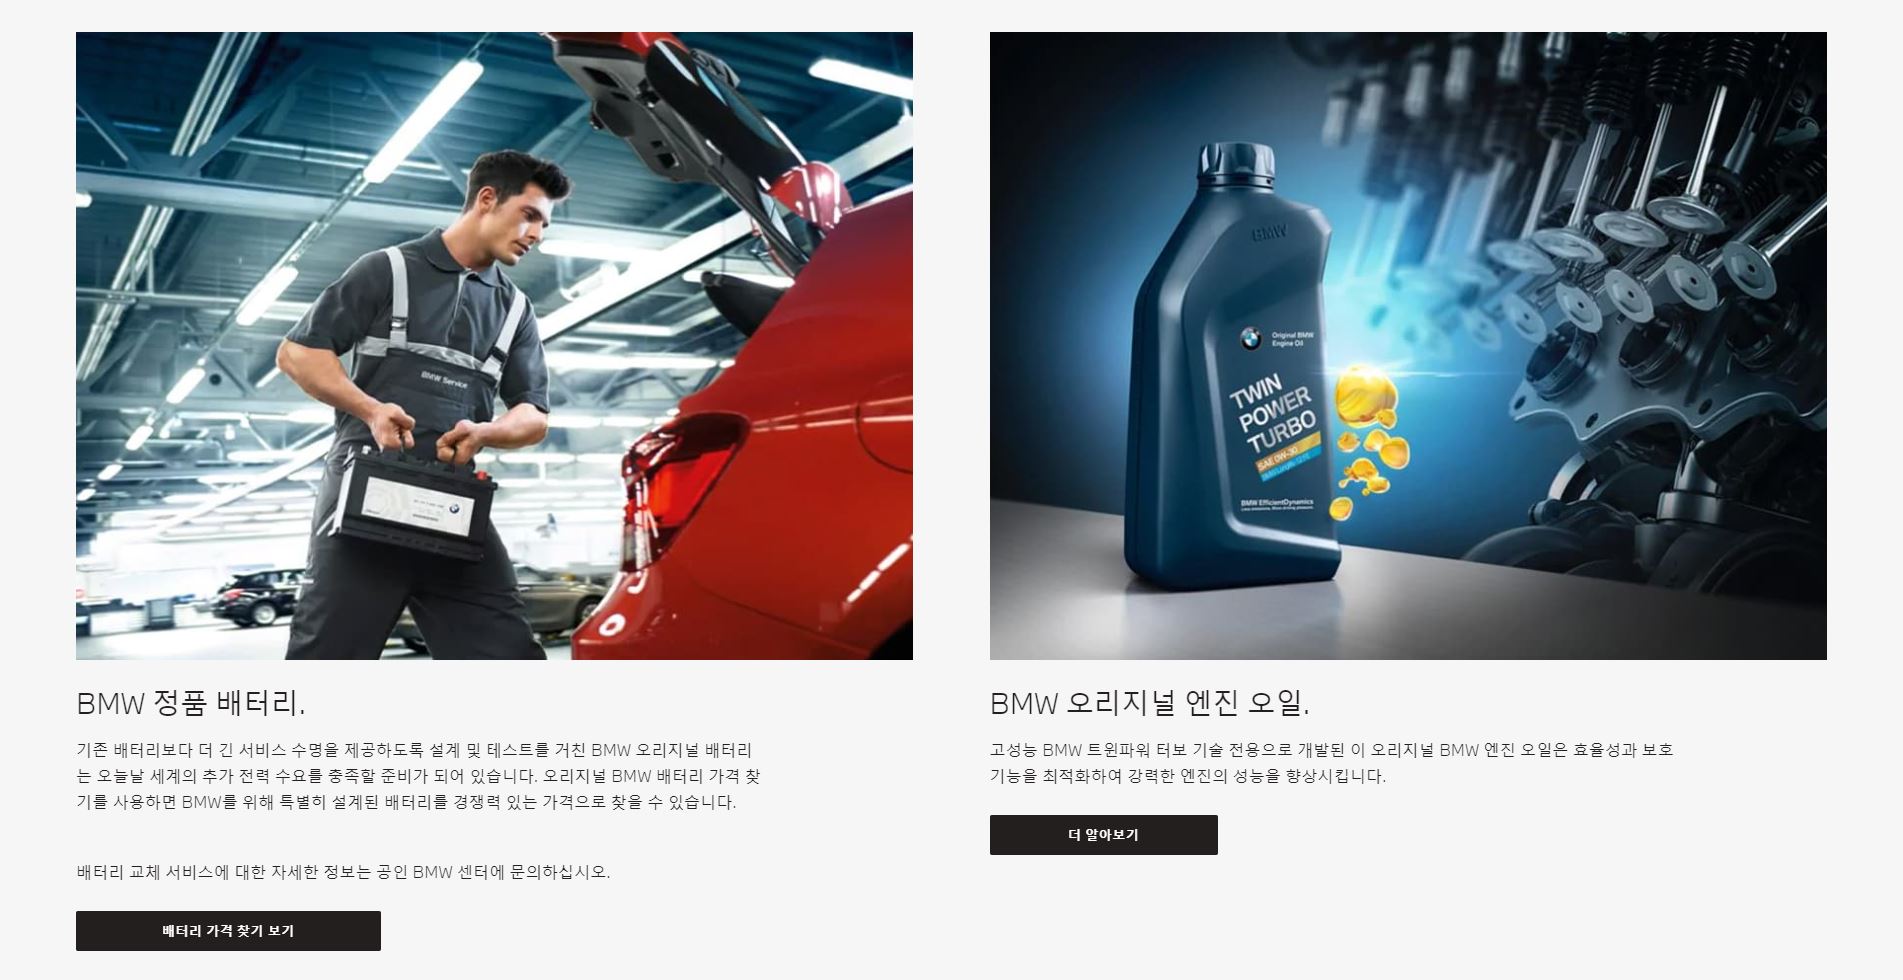 BMW Service
BMW
Original BMW
Engine Oil
TWIN
POWER
TURBO
SAE 0W-30
BMW EfficientDynamics
BMW 정품 배터리.
기존 배터리보다 더 긴 서비스 수명을 제공하도록 설계 및 테스트를 거친 BMW 오리지널 배터리
는 오늘날 세계의 추가 전력 수요를 충족할 준비가 되어 있습니다. 오리지널 BMW 배터리 가격 찾
기를 사용하면 BMW를 위해 특별히 설계된 배터리를 경쟁력 있는 가격으로 찾을 수 있습니다.
배터리 교체 서비스에 대한 자세한 정보는 공인 BMW 센터에 문의하십시오.
배터리 가격 찾기 보기
BMW 오리지널 엔진 오일.
고성능 BMW 트윈파워 터보 기술 전용으로 개발된 이 오리지널 BMW 엔진 오일은 효율성과 보호
기능을 최적화하여 강력한 엔진의 성능을 향상시킵니다.
더 알아보기